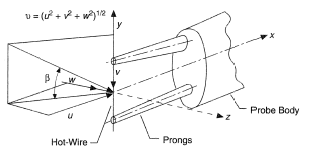 υ = (u² + v² + w²)¹/²
y
x
β
w
v
u
z
Probe Body
Hot-Wire
Prongs